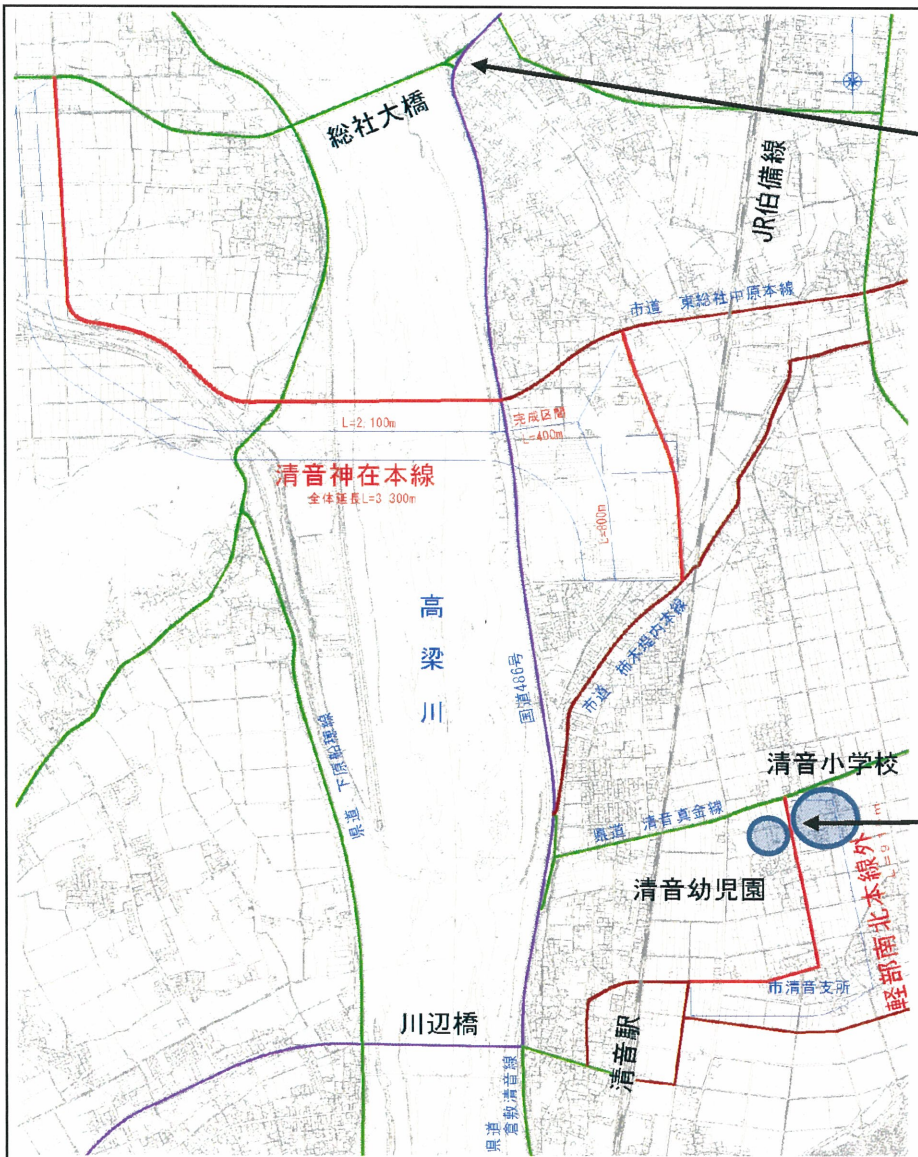 総社大橋
JR伯備線
市道 東総社中原本線
L=2,100m
完成区間
L=400m
清音神在本線
全体延長L=3,300m
L=800m
高梁川
国道486号
市道 柿木堤内本線
県道 下原船穂線
清音小学校
県道 清音真金線
清音幼児園
軽部南北本線外
市清音支所
川辺橋
清音駅
県道
倉敷清音線